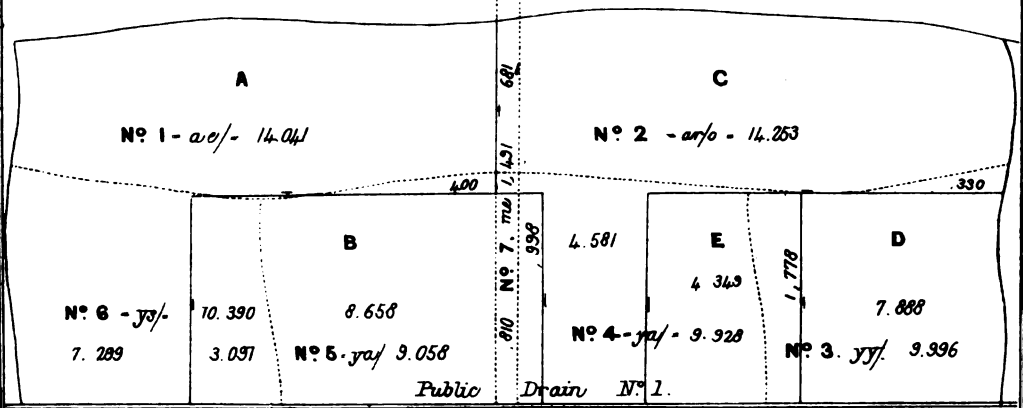 A
C
Nº 1 - ae/- 14.041
Nº 2 - ar/o - 14.253
Nº 7. me 1,491
681
810
.998
.400
.330
B
4.581
E
D
1,778
4 349
Nº 6 - ys/- 10.390
8.658
7.888
7. 289
3.091
Nº 5 - ya/ 9.058
Nº 4 - ya/ - 9.928
Nº 3. yy/. 9.996
Public Drain Nº 1.